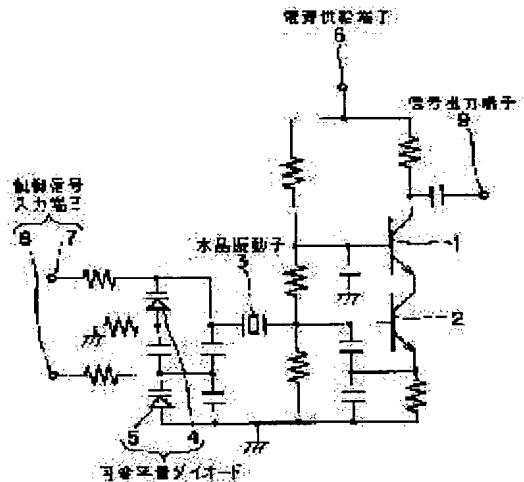 電源供給端子
6
信号出力端子
9
制御信号
入力端子
8 7
水晶振動子
3
1
2
5 4
可変容量ダイオード